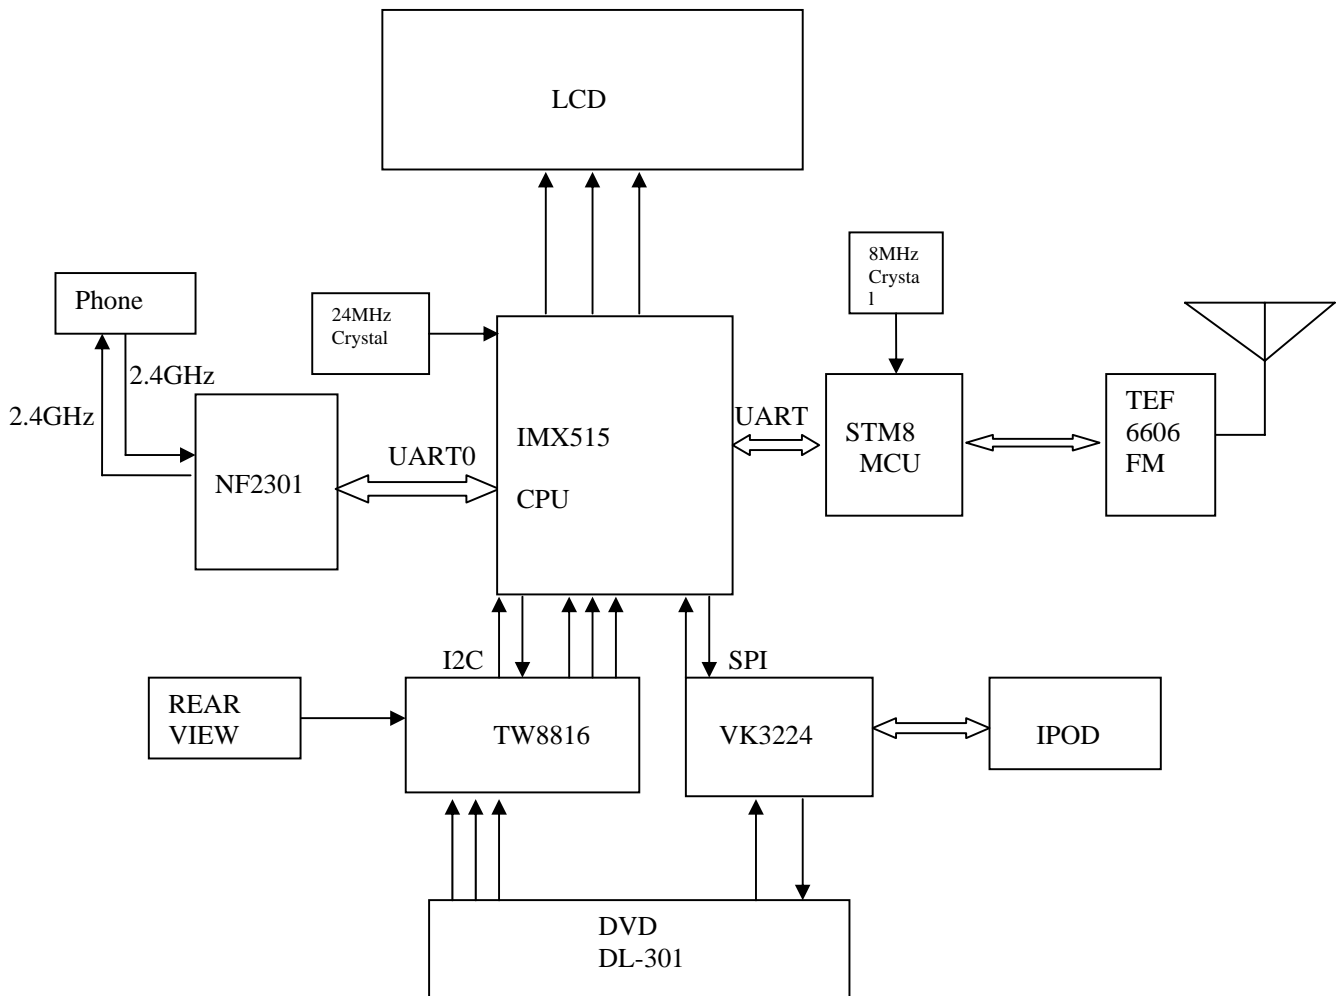 LCD
8MHz
Crysta
l
Phone
24MHz
Crystal
2.4GHz
2.4GHz
TEF
6606
FM
UART
STM8
MCU
IMX515
CPU
UART0
NF2301
I2C
SPI
REAR
VIEW
TW8816
VK3224
IPOD
DVD
DL-301